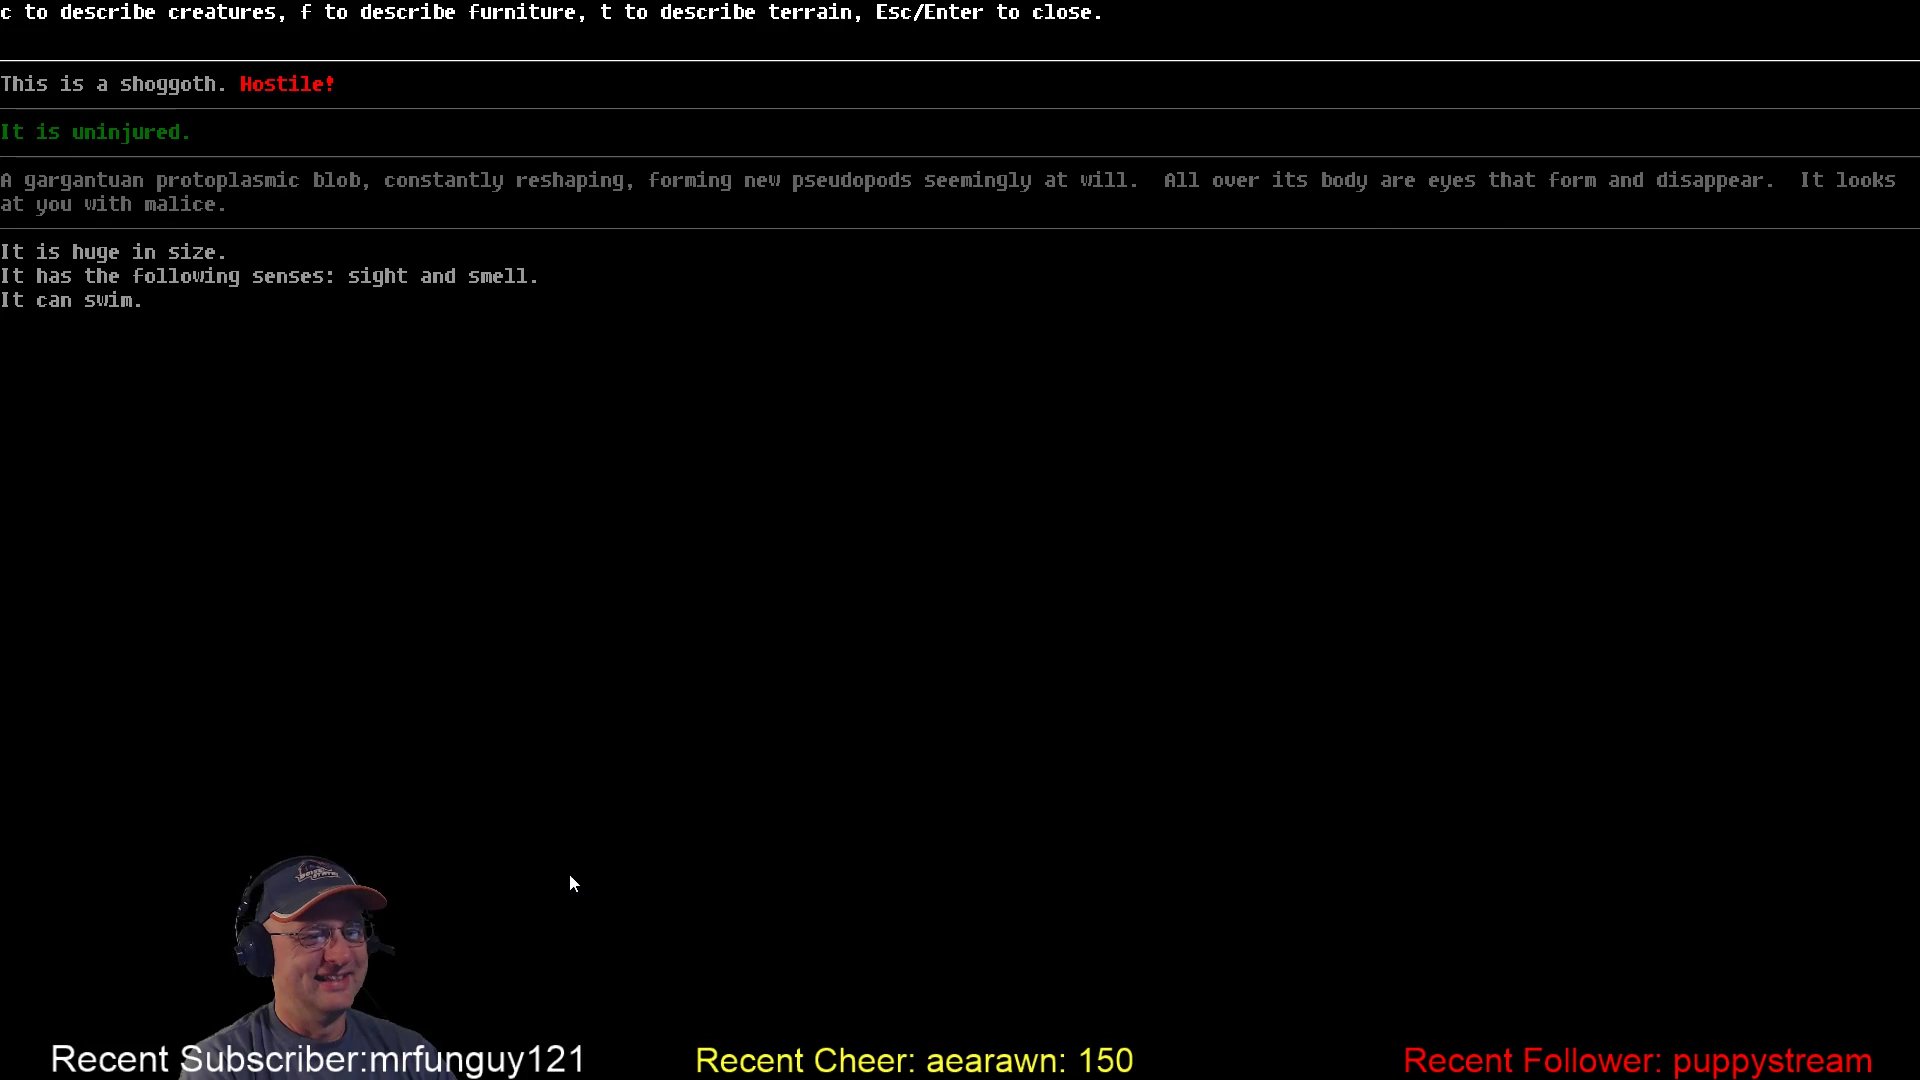 c to describe creatures, f to describe furniture, t to describe terrain, Esc/Enter to close.
This is a shoggoth. Hostile!
It is uninjured.
A gargantuan protoplasmic blob, constantly reshaping, forming new pseudopods seemingly at will.  All over its body are eyes that form and disappear.  It looks
at you with malice.
It is huge in size.
It has the following senses: sight and smell.
It can swim.
Recent Subscriber:mrfunguy121
Recent Cheer: aearawn: 150
Recent Follower: puppystream